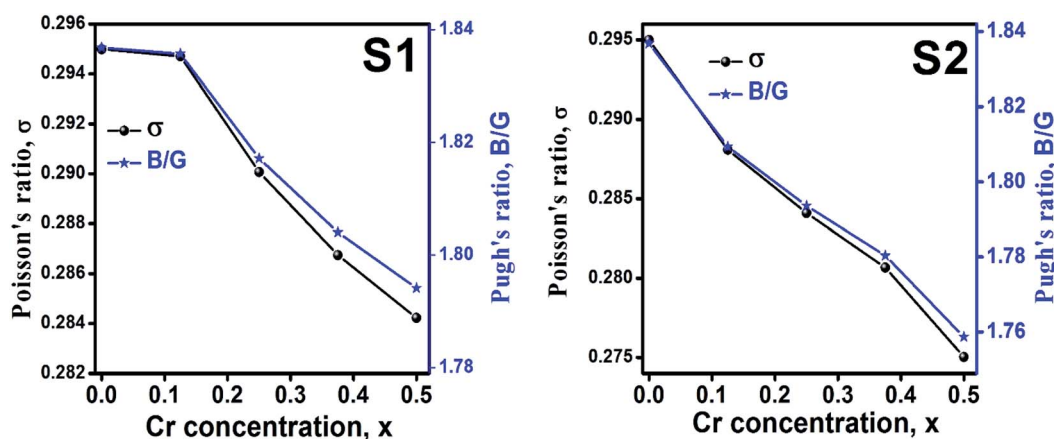 S1
Poisson's ratio, σ
0.296
0.294
0.292
0.290
0.288
0.286
0.284
0.282
σ
B/G
1.84
1.82
1.80
1.78
Pugh's ratio, B/G
0.0 0.1 0.2 0.3 0.4 0.5
Cr concentration, x
S2
Poisson's ratio, σ
0.295
0.290
0.285
0.280
0.275
σ
B/G
1.84
1.82
1.80
1.78
1.76
Pugh's ratio, B/G
0.0 0.1 0.2 0.3 0.4 0.5
Cr concentration, x